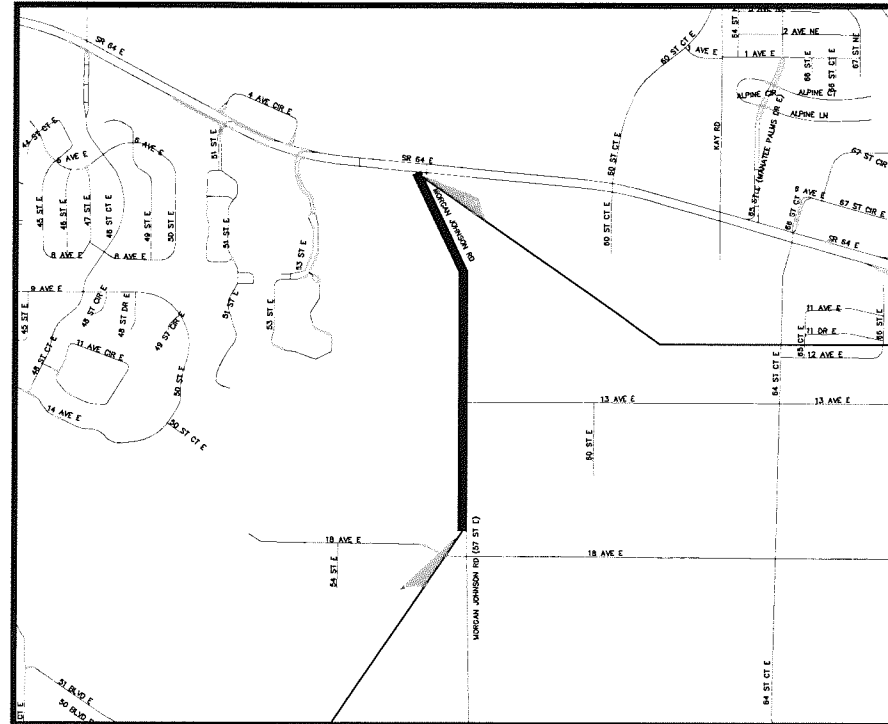 SR 64 E
4 AVE CIR E
51 ST E
44 ST CT E
6 AVE E
6 AVE E
45 ST E
46 ST E
47 ST E
48 ST CT E
49 ST E
50 ST E
8 AVE E
8 AVE E
51 ST E
53 ST E
9 AVE E
45 ST E
48 ST CIR E
48 ST DR E
49 ST CIR E
51 ST E
53 ST E
48 ST CT E
11 AVE CIR E
50 ST E
14 AVE E
50 ST CT E
SR 64 E
MORGAN JOHNSON RD
60 ST CT E
2 AVE NE
67 ST NE
AVE E
1 AVE E
66 ST E
66 ST CT E
ALPINE CIR
ALPINE CT
ALPINE LN
KAY RD
60 ST CT E
65 ST E (MANATEE PALMS DR E)
67 ST CIR
6 AVE E
67 ST CIR E
66 ST CT
60 ST CT E
SR 64 E
11 AVE E
11 DR E
12 AVE E
65 CT E
66 ST E
64 ST CT E
13 AVE E
13 AVE E
60 ST E
18 AVE E
54 ST E
18 AVE E
MORGAN JOHNSON RD (57 ST E)
64 ST CT E
51 BLVD E
50 BLVD E
CT E